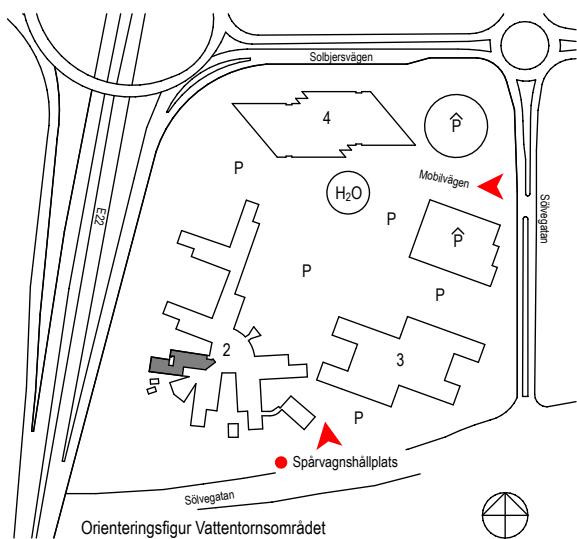 Solbjersvägen
4
P
P
Mobilvägen
H₂O
P
Sölvegatan
E22
P
P
P
2
3
P
Spårvagnshållplats
Sölvegatan
Orienteringsfigur Vattentornsområdet